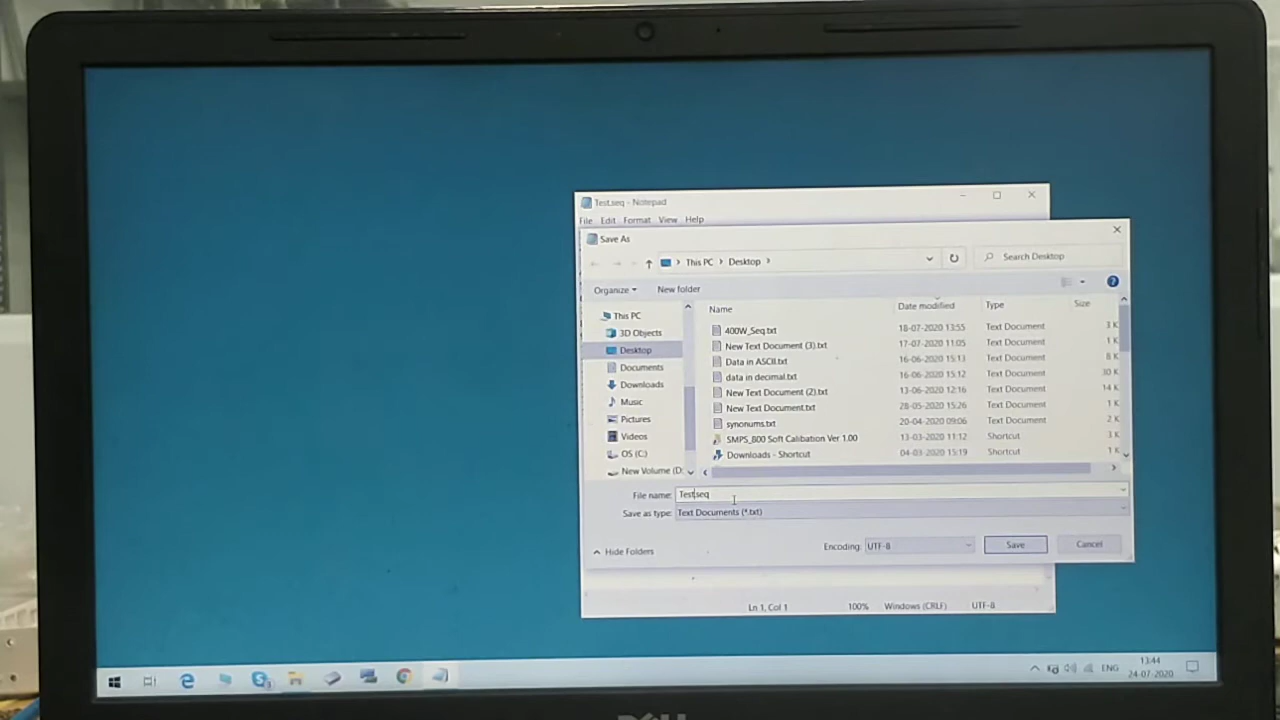 Test.seq - Notepad
File Edit Format View Help
Save As
This PC > Desktop >
Search Desktop
Organize
New folder
Name Date modified Type Size
This PC
3D Objects
Desktop
Documents
Downloads
Music
Pictures
Videos
OS (C:)
New Volume (D:
400W_Seq.txt 18-07-2020 13:55 Text Document 3 K
New Text Document (3).txt 17-07-2020 11:05 Text Document 1 K
Data in ASCII.txt 16-06-2020 15:13 Text Document 8 K
data in decimal.txt 16-06-2020 15:12 Text Document 30 K
New Text Document (2).txt 13-06-2020 12:16 Text Document 14 K
New Text Document.txt 28-05-2020 15:26 Text Document 1 K
synonums.txt 20-04-2020 09:06 Text Document 2 K
SMPS_800 Soft Calibation Ver 1.00 13-03-2020 11:12 Shortcut 3 K
Downloads - Shortcut 04-03-2020 15:19 Shortcut 1 K
File name: Test.seq
Save as type: Text Documents (*.txt)
Hide Folders
Encoding: UTF-8
Save
Cancel
Ln 1, Col 1 100% Windows (CRLF) UTF-8
ENG
13:44
24-07-2020
DELL